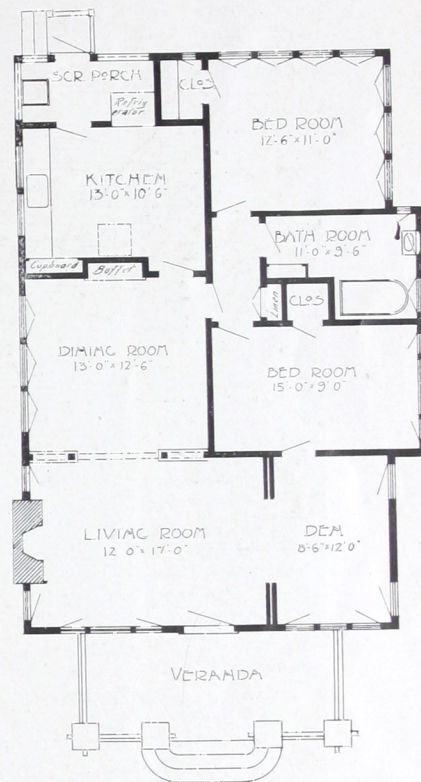 SCR. PORCH
CLOS
Refrig
erator
BED ROOM
12'-6" x 11'-0"
KITCHEN
13'-0" x 10'-6"
BATH ROOM
11'-0" x 9'-6"
Cupboard
Buffet
Linen
CLOS
DINING ROOM
13'-0" x 12'-6"
BED ROOM
15'-0" x 9'-0"
LIVING ROOM
12'-0" x 17'-0"
DEN
8'-6" x 12'-0"
VERANDA